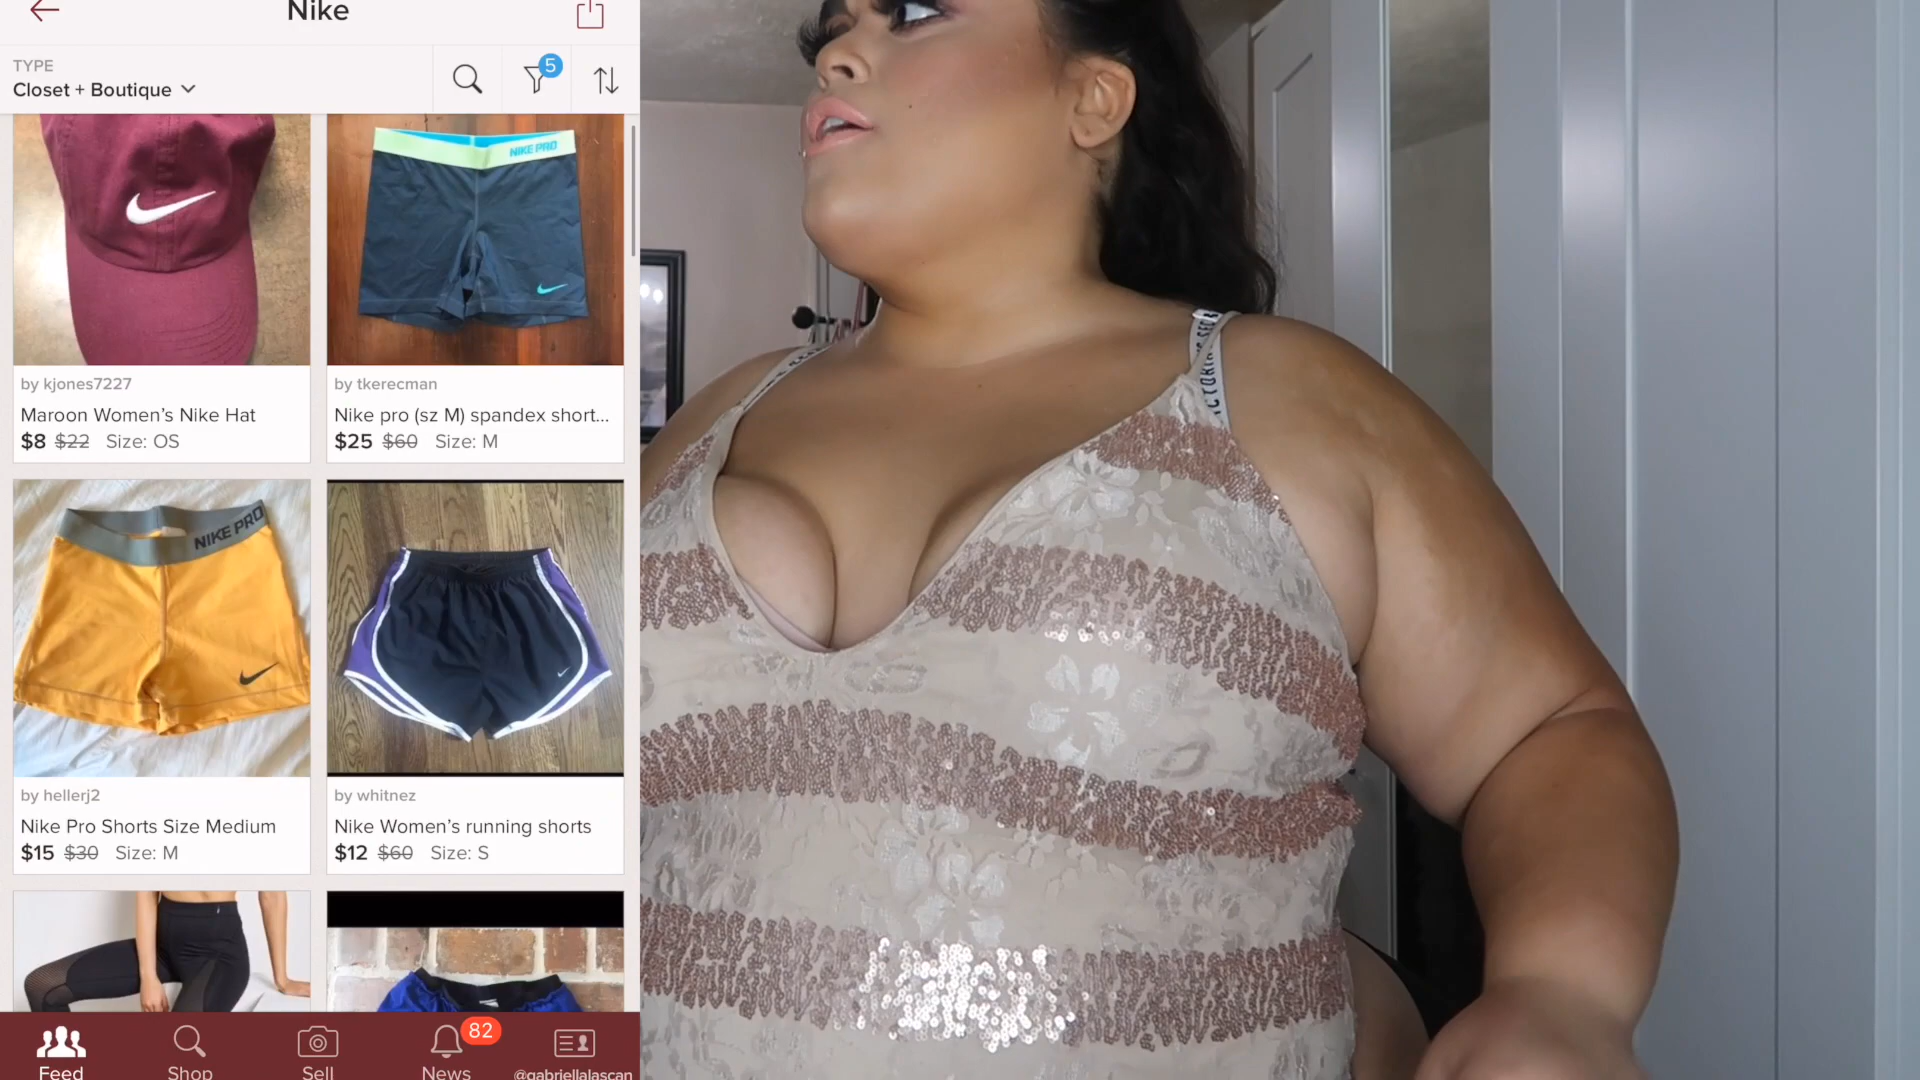 Nike
TYPE
Closet + Boutique
5
NIKE PRO
by kjones7227
Maroon Women's Nike Hat
$8 $22 Size: OS
by tkerecman
Nike pro (sz M) spandex short...
$25 $60 Size: M
NIKE PRO
by hellerj2
Nike Pro Shorts Size Medium
$15 $30 Size: M
by whitnez
Nike Women's running shorts
$12 $60 Size: S
82
Feed
Shop
Sell
News
@gabriellalascan